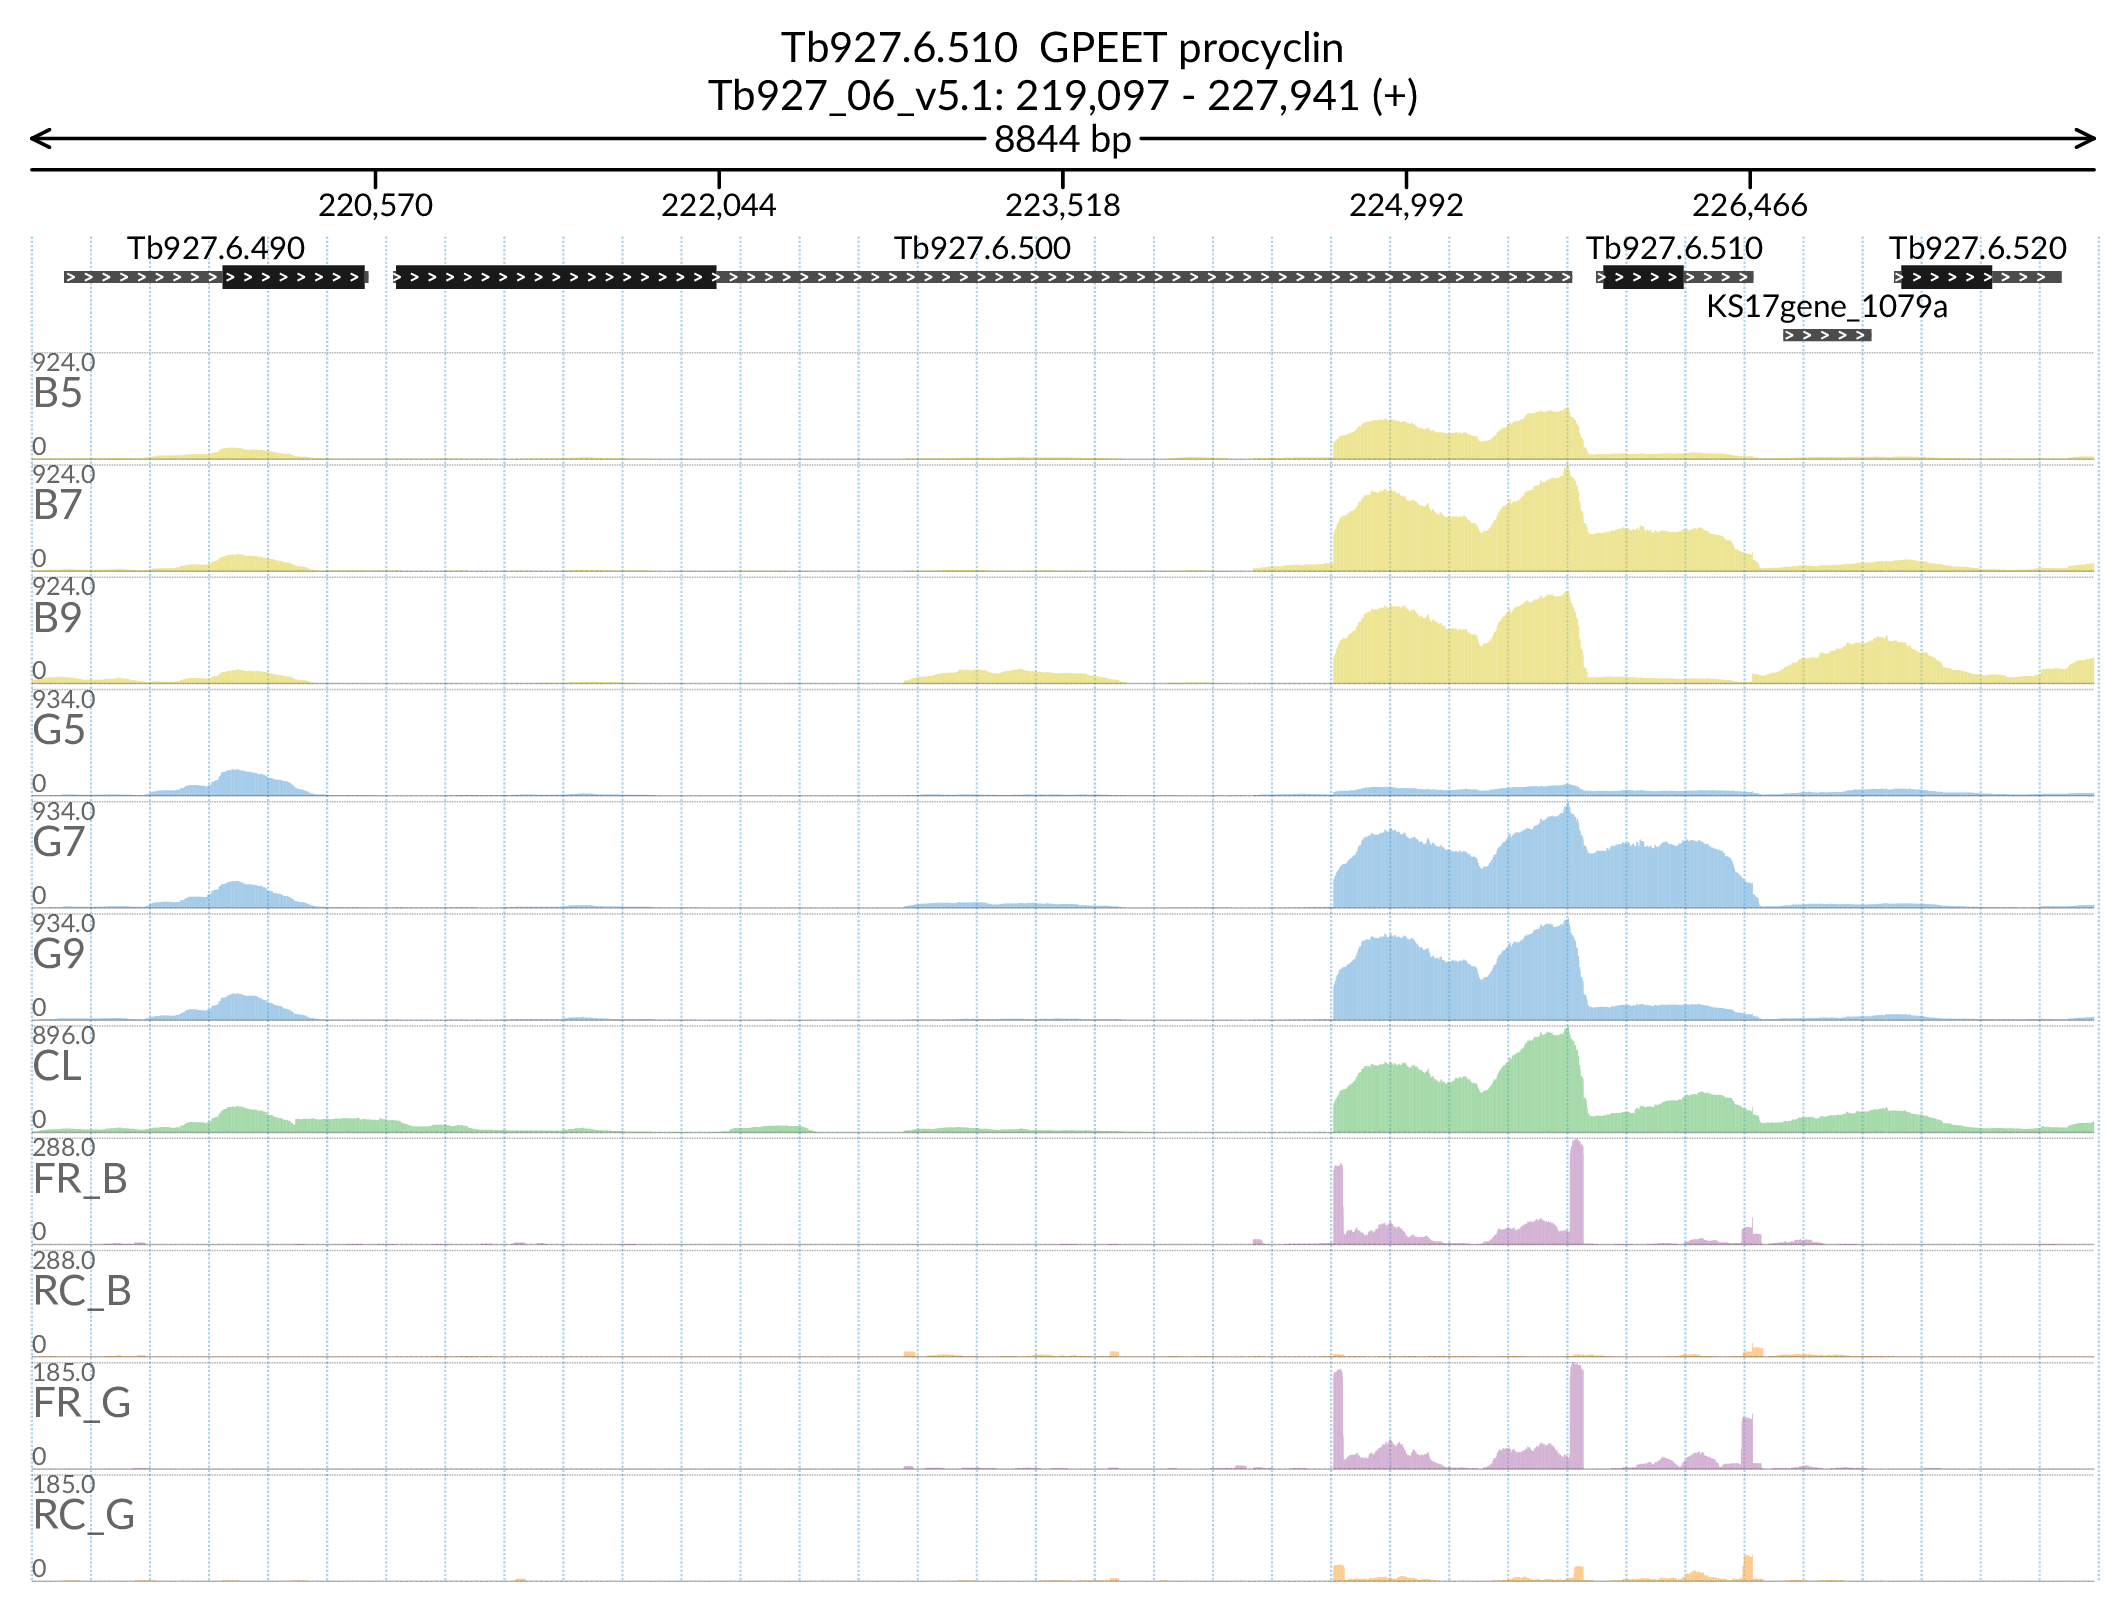 Tb927.6.510  GPEET procyclin
Tb927_06_v5.1: 219,097 - 227,941 (+)
8844 bp
220,570 222,044 223,518 224,992 226,466
Tb927.6.490 Tb927.6.500 Tb927.6.510 Tb927.6.520
KS17gene_1079a
924.0
B5
0
924.0
B7
0
924.0
B9
0
934.0
G5
0
934.0
G7
0
934.0
G9
0
896.0
CL
0
288.0
FR_B
0
288.0
RC_B
0
185.0
FR_G
0
185.0
RC_G
0